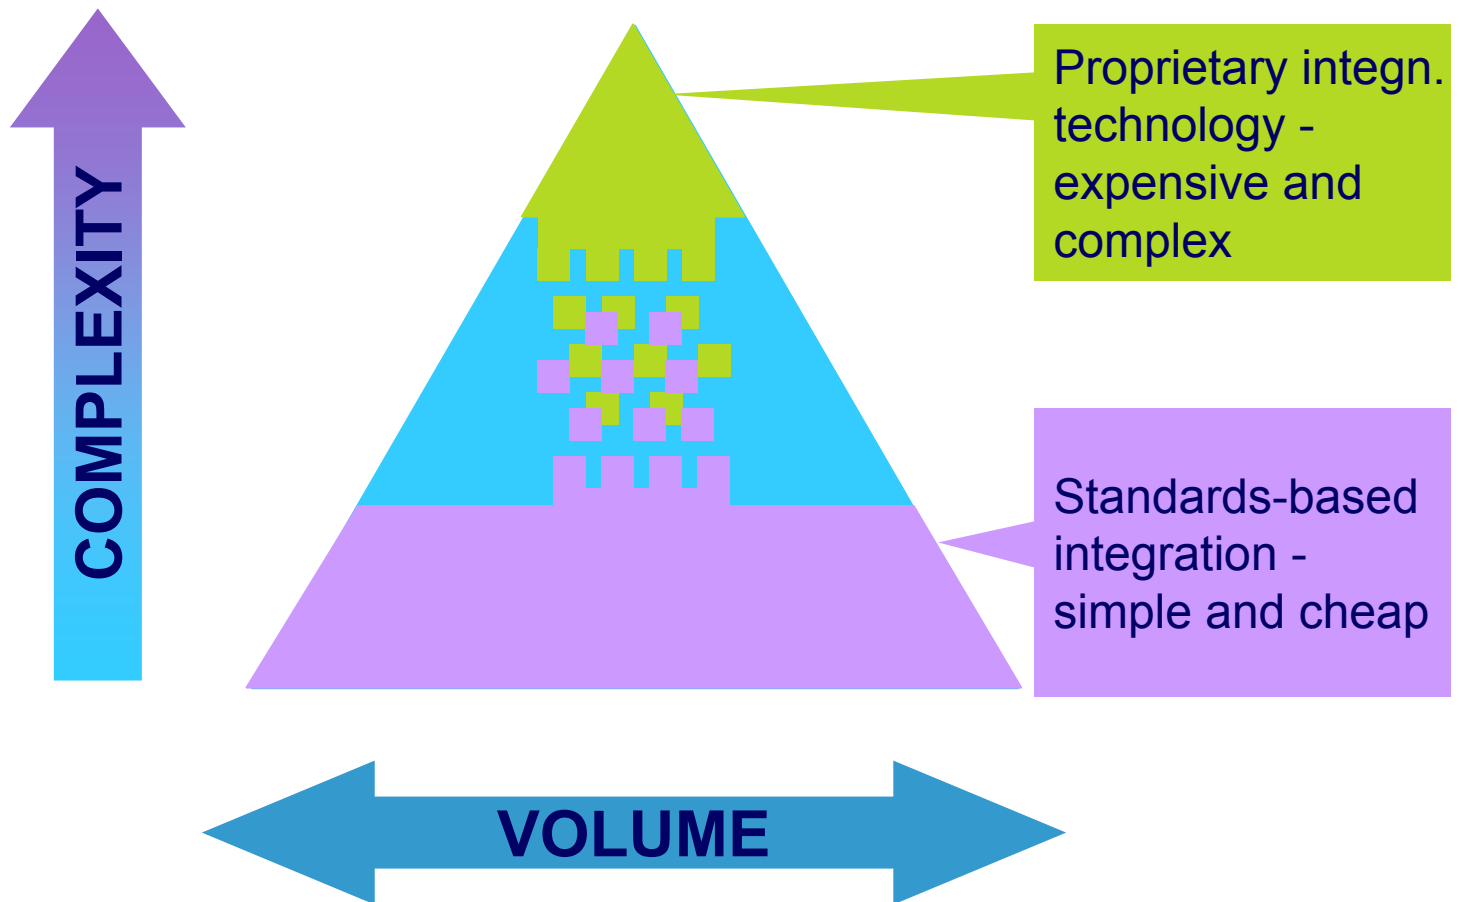 COMPLEXITY
Proprietary integn.
technology -
expensive and
complex
Standards-based
integration -
simple and cheap
VOLUME